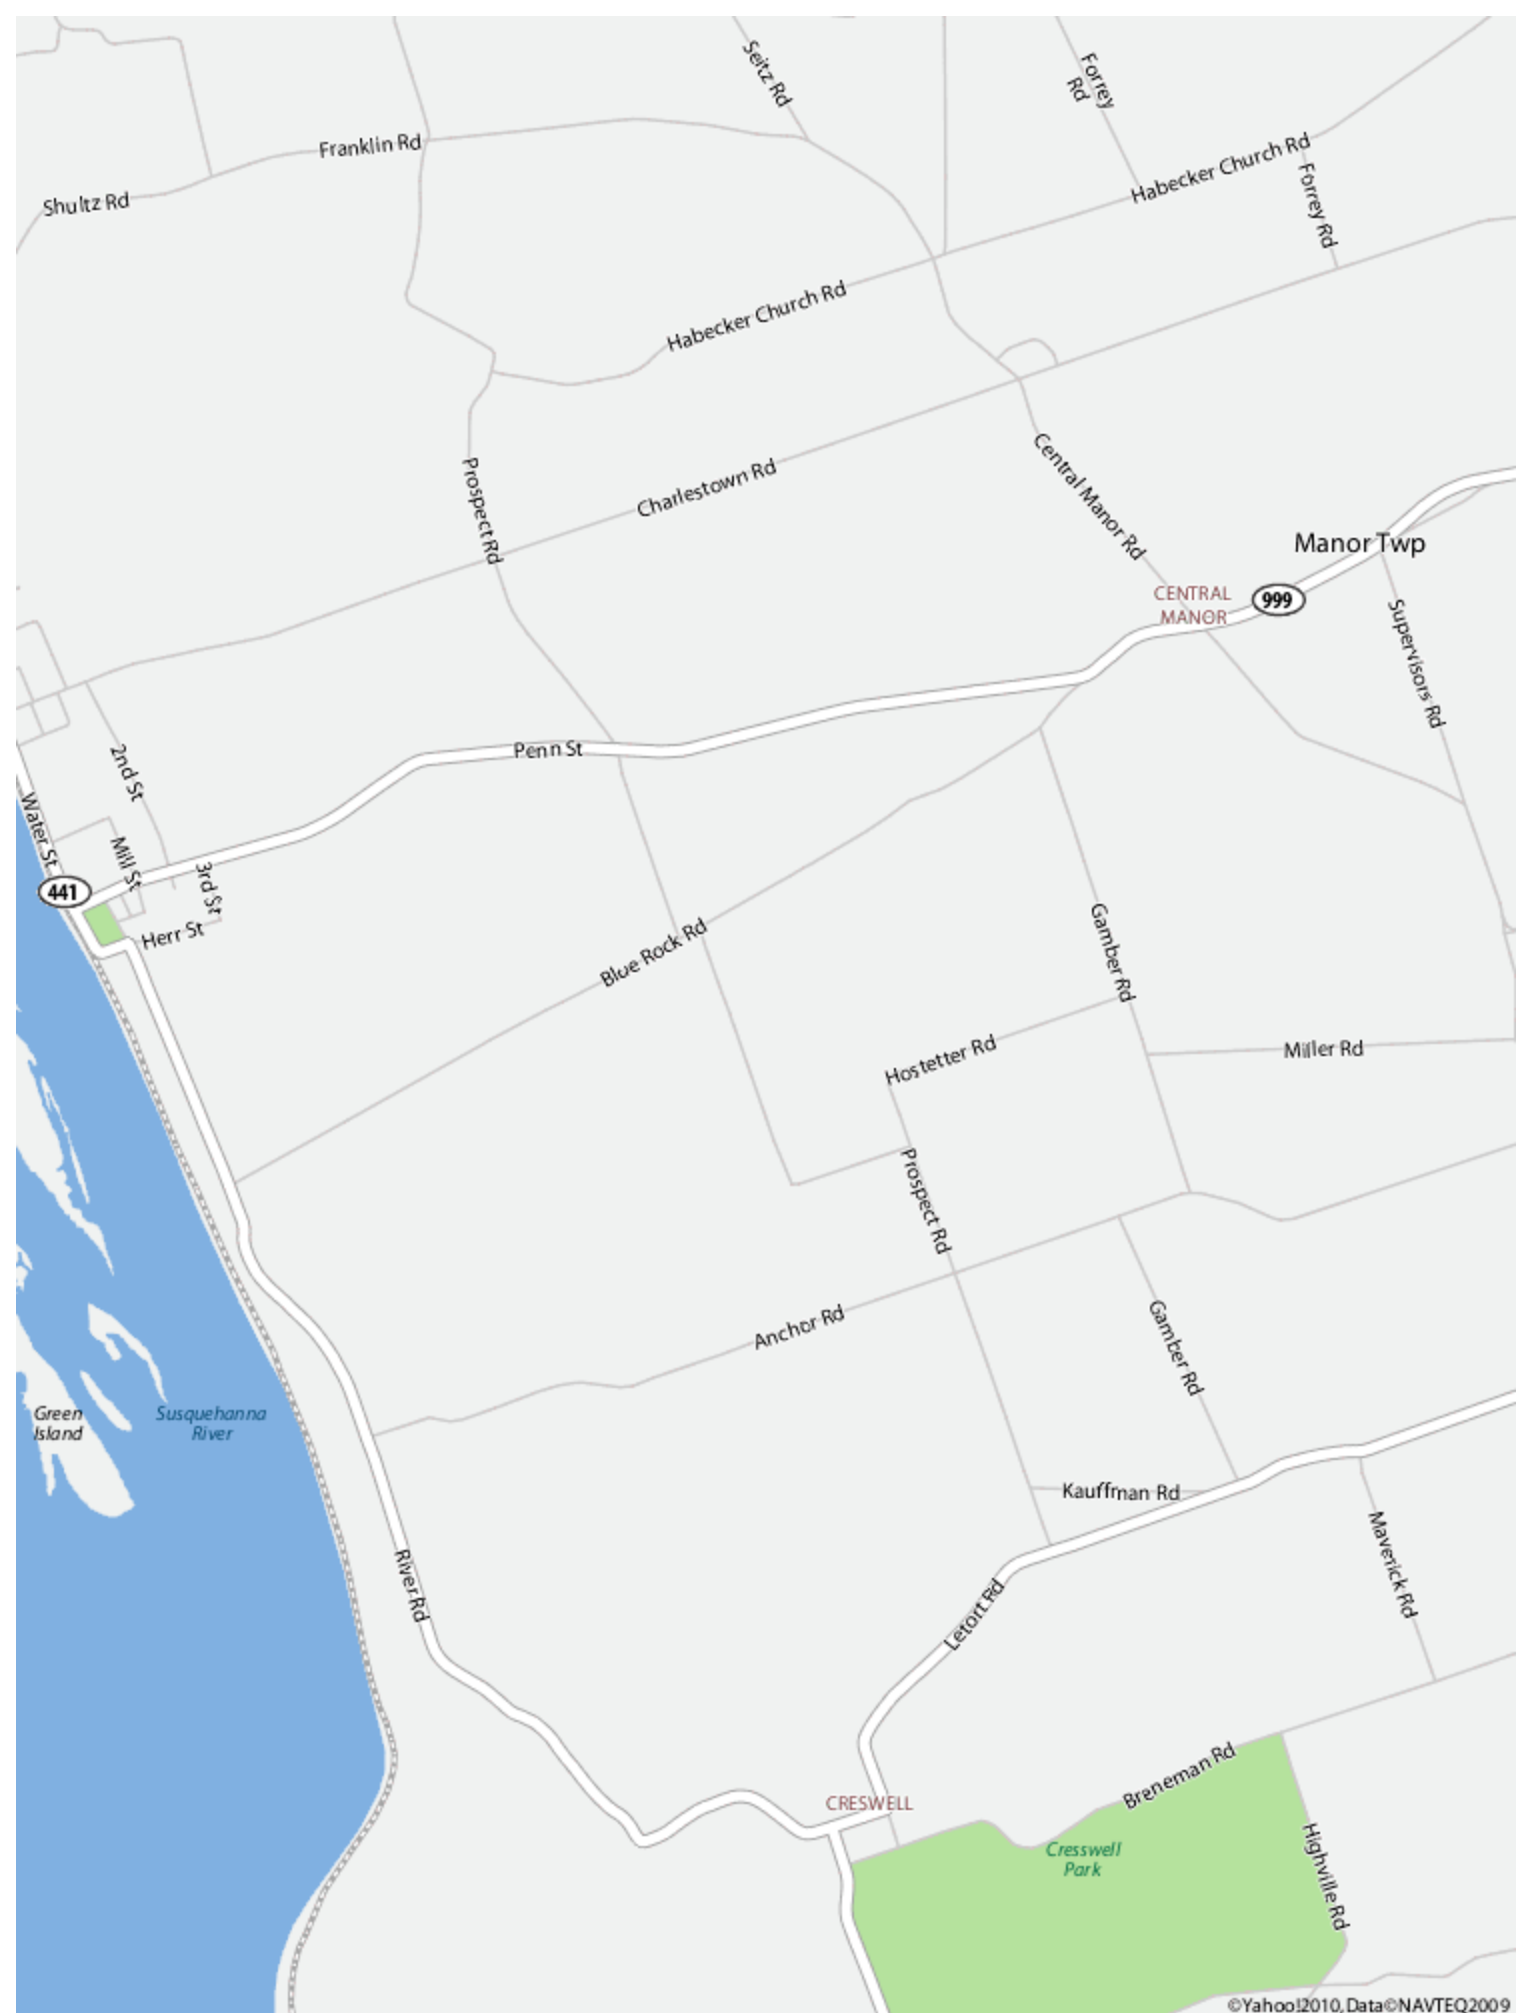 Seitz Rd
Forrey
Rd
Franklin Rd
Habecker Church Rd
Shultz Rd
Forrey Rd
Habecker Church Rd
Prospect Rd
Charlestown Rd
Central Manor Rd
Manor Twp
CENTRAL
MANOR
999
Supervisors Rd
2nd St
Penn St
Water St
Mill St
3rd St
441
Herr St
Blue Rock Rd
Gamber Rd
Hostetter Rd
Miller Rd
Prospect Rd
Anchor Rd
Gamber Rd
Green
Island
Susquehanna
River
Kauffman Rd
Maverick Rd
River Rd
Letort Rd
Breneman Rd
CRESWELL
Cresswell
Park
Highville Rd
©Yahoo!2010, Data©NAVTEQ2009